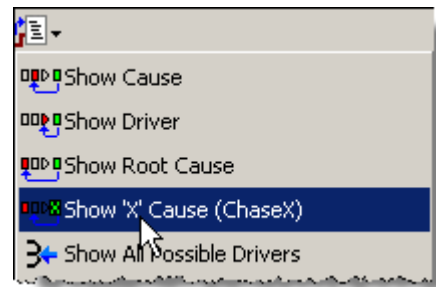 Show Cause
Show Driver
Show Root Cause
Show 'X' Cause (ChaseX)
Show All Possible Drivers